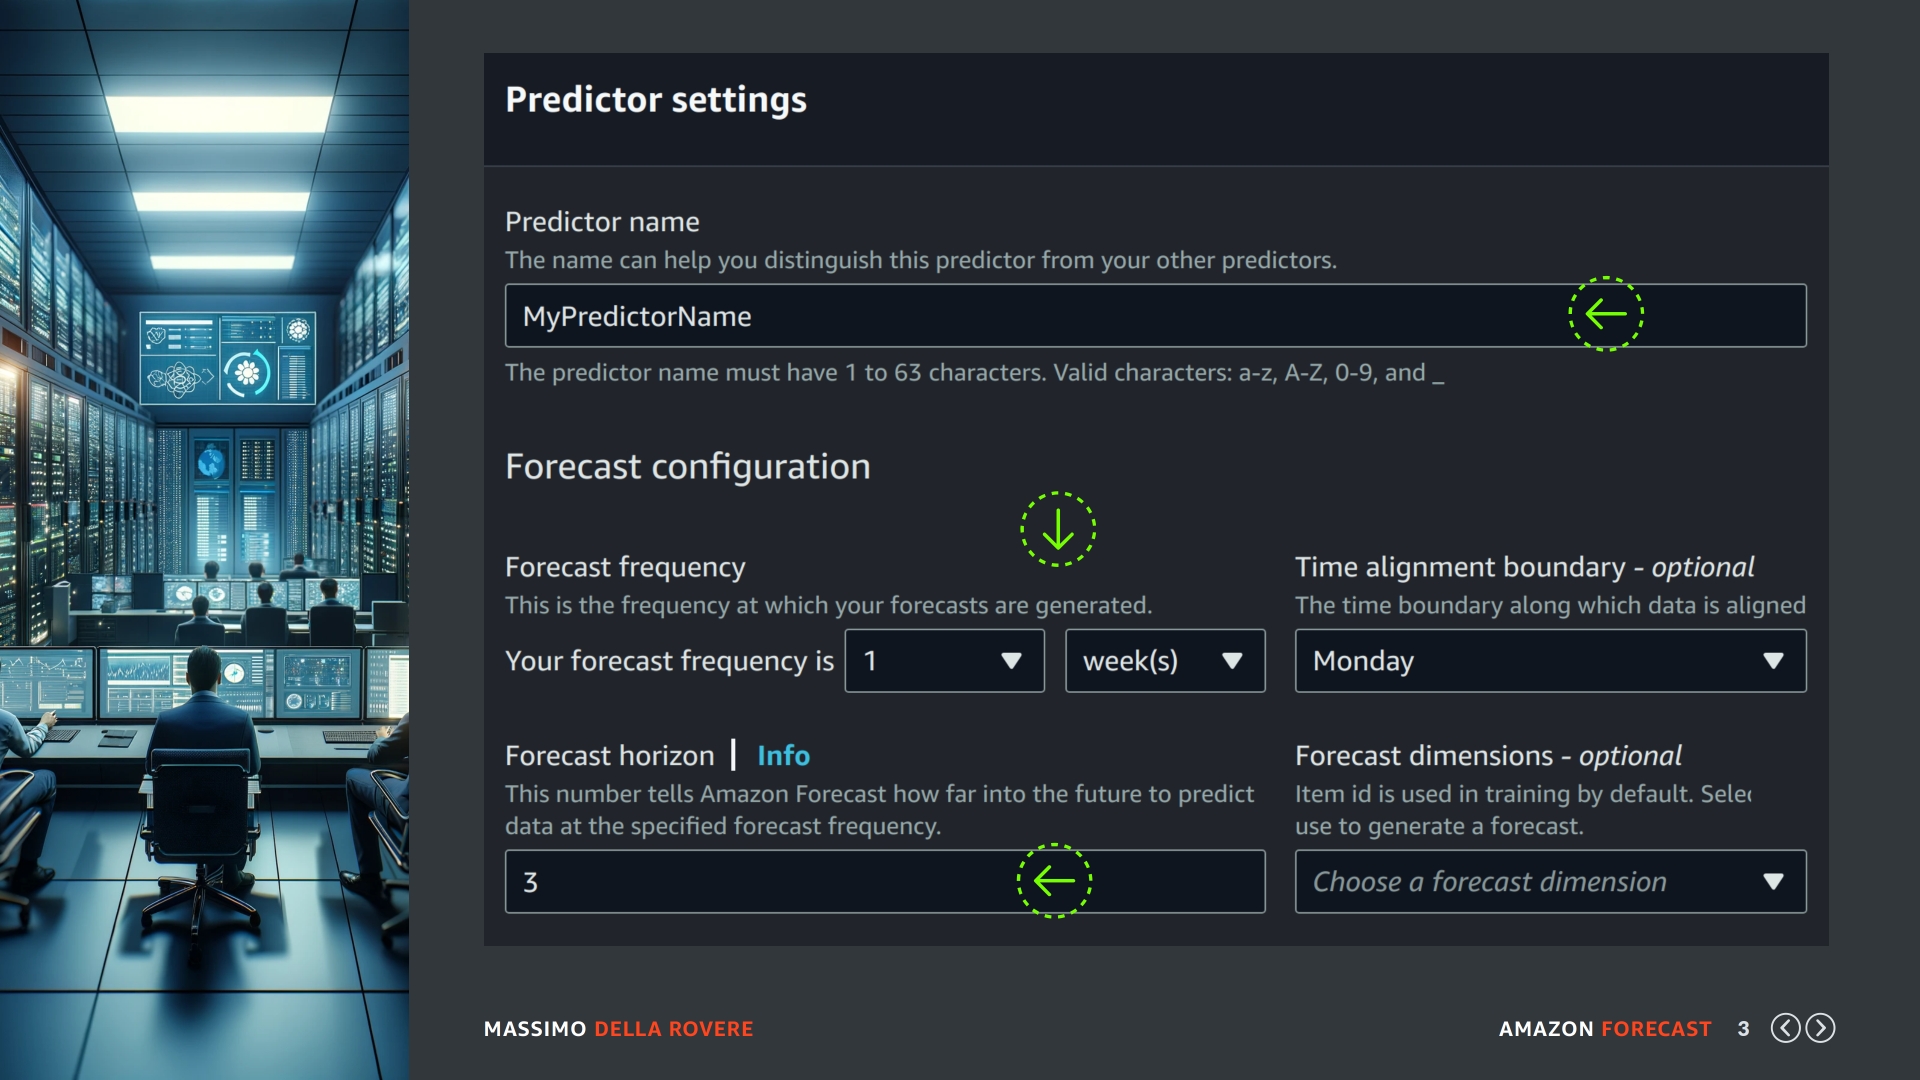 Predictor settings
Predictor name
The name can help you distinguish this predictor from your other predictors.
MyPredictorName
The predictor name must have 1 to 63 characters. Valid characters: a-z, A-Z, 0-9, and _
Forecast configuration
Forecast frequency
This is the frequency at which your forecasts are generated.
Your forecast frequency is 1 week(s)
Time alignment boundary - optional
The time boundary along which data is aligned
Monday
Forecast horizon | Info
This number tells Amazon Forecast how far into the future to predict
data at the specified forecast frequency.
3
Forecast dimensions - optional
Item id is used in training by default.
use to generate a forecast.
Choose a forecast dimension
MASSIMO DELLA ROVERE
AMAZON FORECAST 3